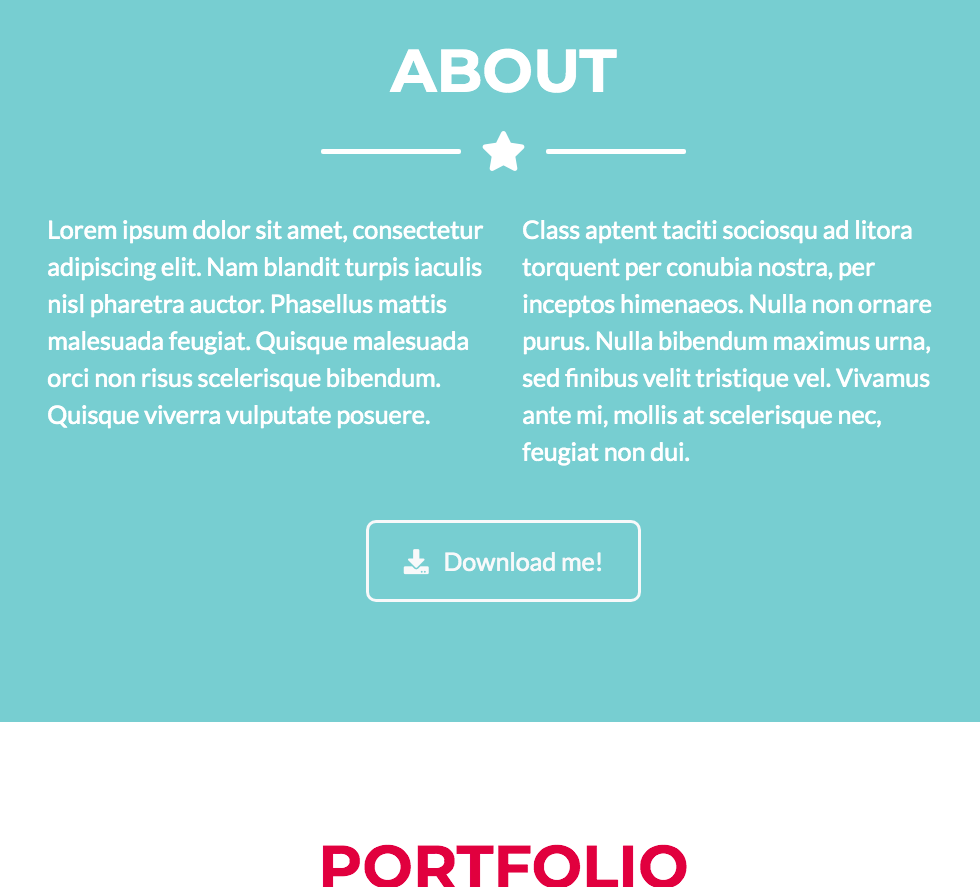 ABOUT
Lorem ipsum dolor sit amet, consectetur
adipiscing elit. Nam blandit turpis iaculis
nisl pharetra auctor. Phasellus mattis
malesuada feugiat. Quisque malesuada
orci non risus scelerisque bibendum.
Quisque viverra vulputate posuere.
Class aptent taciti sociosqu ad litora
torquent per conubia nostra, per
inceptos himenaeos. Nulla non ornare
purus. Nulla bibendum maximus urna,
sed finibus velit tristique vel. Vivamus
ante mi, mollis at scelerisque nec,
feugiat non dui.
Download me!
PORTFOLIO